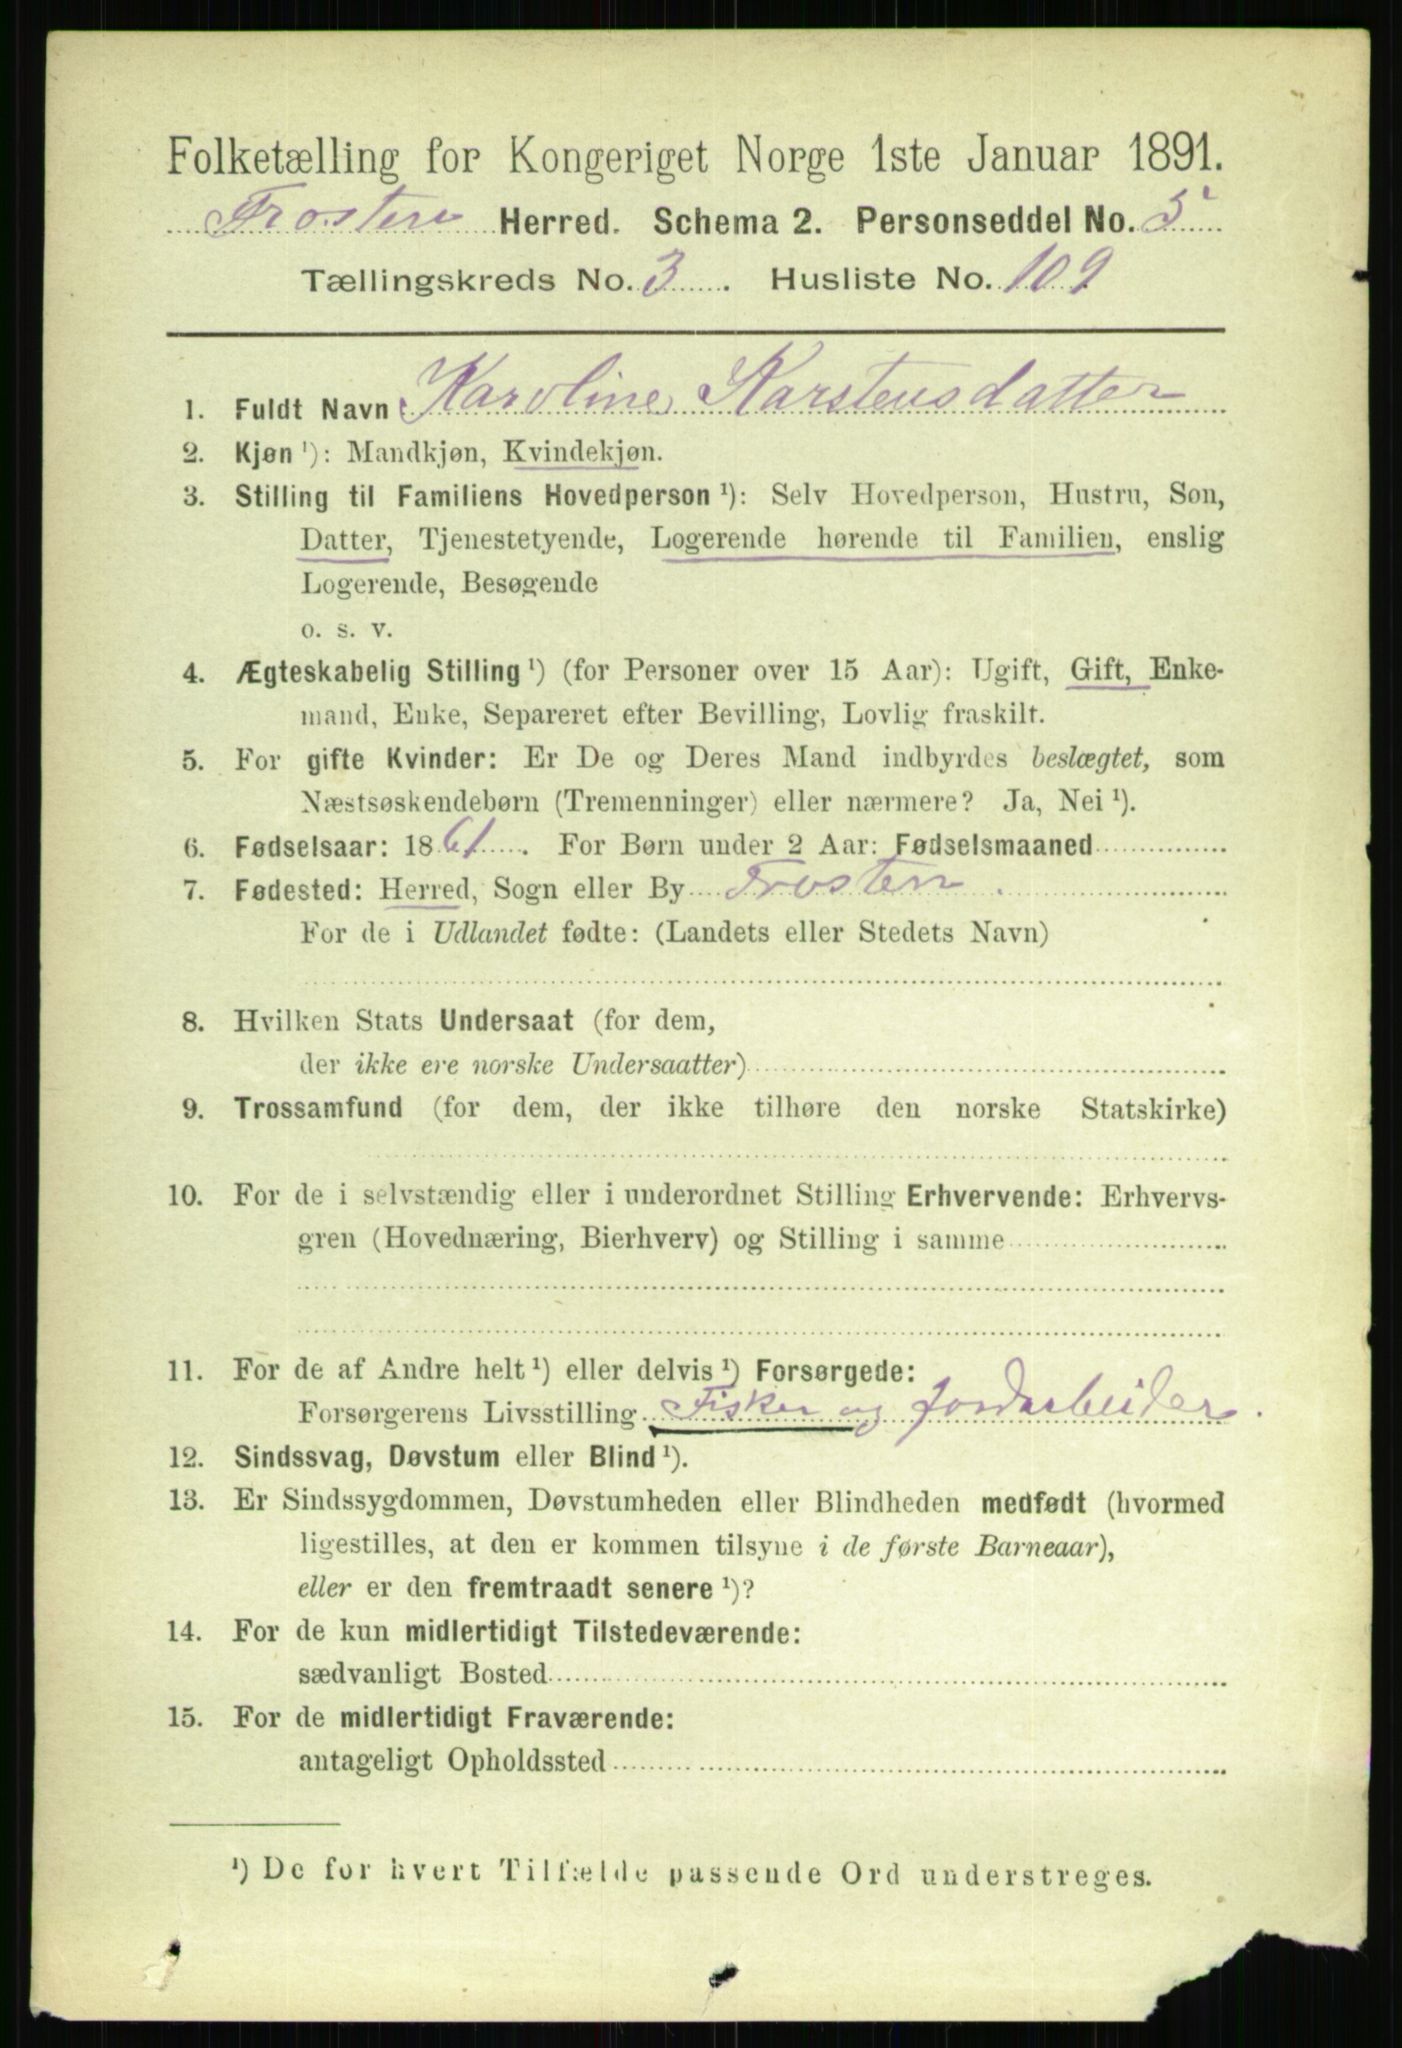 Folketælling for Kongeriget Norge 1ste Januar 1891.
Frosten Herred. Schema 2. Personseddel No. 5
Tællingskreds No. 3. Husliste No. 109
1. Fuldt Navn Karoline Karstensdatter
2. Kjøn ¹): Mandkjøn, Kvindekjøn.
3. Stilling til Familiens Hovedperson ¹): Selv Hovedperson, Hustru, Søn,
Datter, Tjenestetyende, Logerende hørende til Familien, enslig
Logerende, Besøgende
o. s. v.
4. Ægteskabelig Stilling ¹) (for Personer over 15 Aar): Ugift, Gift, Enke-
mand, Enke, Separeret efter Bevilling, Lovlig fraskilt.
5. For gifte Kvinder: Er De og Deres Mand indbyrdes beslægtet, som
Næstsøskendebørn (Tremenninger) eller nærmere? Ja, Nei ¹).
6. Fødselsaar: 1861. For Børn under 2 Aar: Fødselsmaaned
7. Fødested: Herred, Sogn eller By Frosten.
For de i Udlandet fødte: (Landets eller Stedets Navn)
8. Hvilken Stats Undersaat (for dem,
der ikke ere norske Undersaatter)
9. Trossamfund (for dem, der ikke tilhøre den norske Statskirke)
10. For de i selvstændig eller i underordnet Stilling Erhvervende: Erhvervs-
gren (Hovednæring, Bierhverv) og Stilling i samme
11. For de af Andre helt ¹) eller delvis ¹) Forsørgede:
Forsørgerens Livsstilling Fisker og Jordarbeider.
12. Sindssvag, Døvstum eller Blind ¹).
13. Er Sindssygdommen, Døvstumheden eller Blindheden medfødt (hvormed
ligestilles, at den er kommen tilsyne i de første Barneaar),
eller er den fremtraadt senere ¹)?
14. For de kun midlertidigt Tilstedeværende:
sædvanligt Bosted
15. For de midlertidigt Fraværende:
antageligt Opholdssted
¹) De for hvert Tilfælde passende Ord understreges.